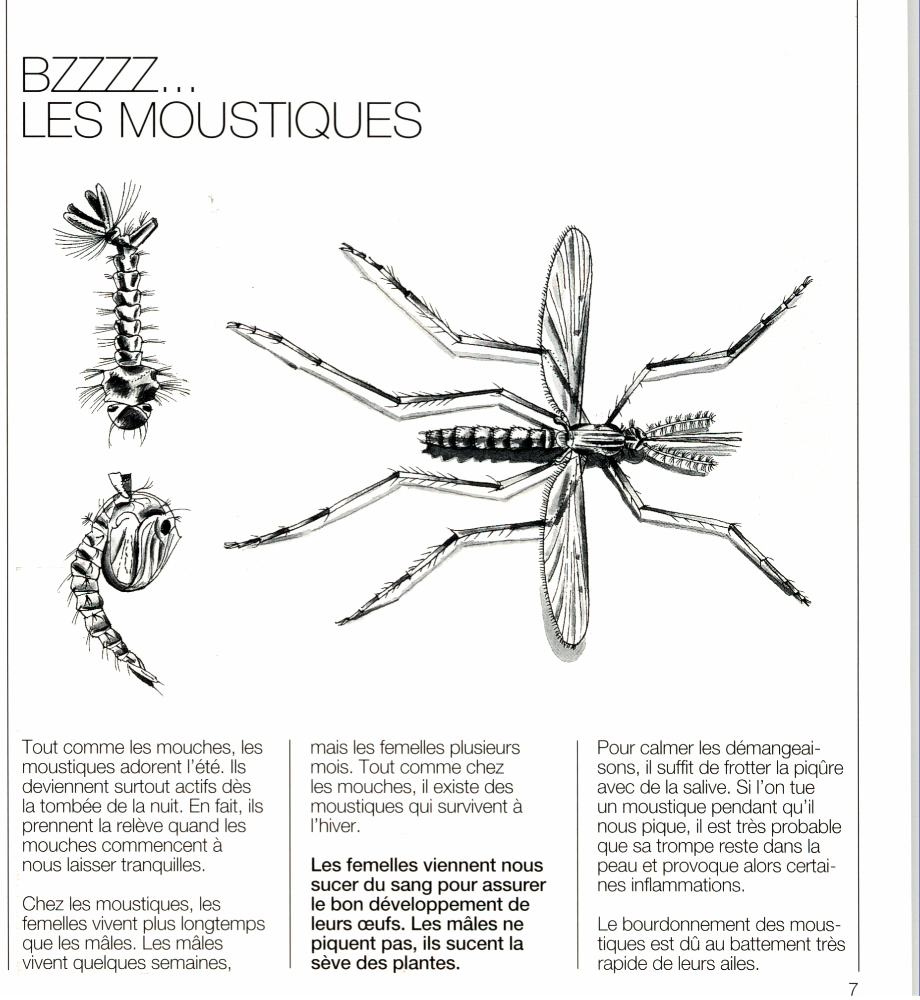 BZZZZ...
LES MOUSTIQUES
Tout comme les mouches, les
moustiques adorent l'été. Ils
deviennent surtout actifs dès
la tombée de la nuit. En fait, ils
prennent la relève quand les
mouches commencent à
nous laisser tranquilles.
Chez les moustiques, les
femelles vivent plus longtemps
que les mâles. Les mâles
vivent quelques semaines,
mais les femelles plusieurs
mois. Tout comme chez
les mouches, il existe des
moustiques qui survivent à
l'hiver.
Les femelles viennent nous
sucer du sang pour assurer
le bon développement de
leurs œufs. Les mâles ne
piquent pas, ils sucent la
sève des plantes.
Pour calmer les démangeai-
sons, il suffit de frotter la piqûre
avec de la salive. Si l'on tue
un moustique pendant qu'il
nous pique, il est très probable
que sa trompe reste dans la
peau et provoque alors certai-
nes inflammations.
Le bourdonnement des mous-
tiques est dû au battement très
rapide de leurs ailes.
7